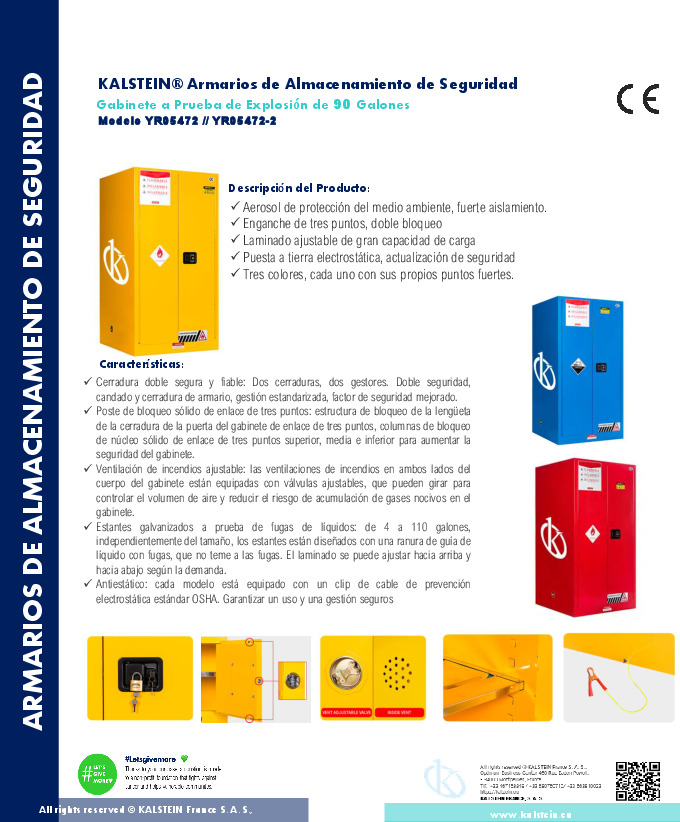 ARMARIOS DE ALMACENAMIENTO DE SEGURIDAD
KALSTEIN® Armarios de Almacenamiento de Seguridad
Gabinete a Prueba de Explosión de 90 Galones
Modelo YR05472 // YR05472-2
CE
Descripción del Producto:
✓ Aerosol de protección del medio ambiente, fuerte aislamiento.
✓ Enganche de tres puntos, doble bloqueo
✓ Laminado ajustable de gran capacidad de carga
✓ Puesta a tierra electrostática, actualización de seguridad
✓ Tres colores, cada uno con sus propios puntos fuertes.
Características:
✓ Cerradura doble segura y fiable: Dos cerraduras, dos gestores. Doble seguridad,
candado y cerradura de armario, gestión estandarizada, factor de seguridad mejorado.
✓ Poste de bloqueo sólido de enlace de tres puntos: estructura de bloqueo de la lengüeta
de la cerradura de la puerta del gabinete de enlace de tres puntos, columnas de bloqueo
de núcleo sólido de enlace de tres puntos superior, media e inferior para aumentar la
seguridad del gabinete.
✓ Ventilación de incendios ajustable: las ventilaciones de incendios en ambos lados del
cuerpo del gabinete están equipadas con válvulas ajustables, que pueden girar para
controlar el volumen de aire y reducir el riesgo de acumulación de gases nocivos en el
gabinete.
✓ Estantes galvanizados a prueba de fugas de líquidos: de 4 a 110 galones,
independientemente del tamaño, los estantes están diseñados con una ranura de guía de
líquido con fugas, que no teme a las fugas. El laminado se puede ajustar hacia arriba y
hacia abajo según la demanda.
✓ Antiestático: cada modelo está equipado con un clip de cable de prevención
electrostática estándar OSHA. Garantizar un uso y una gestión seguros
VENT ADJUSTABLE VALVE
INSIDE VENT
#Letsgivemore
LET'S
GIVE
MORE
All rights reserved © KALSTEIN France S. A. S.,
KALSTEIN FRANCE, S. A. S.
All rights reserved © KALSTEIN France S. A. S.,
www.kalstein.eu